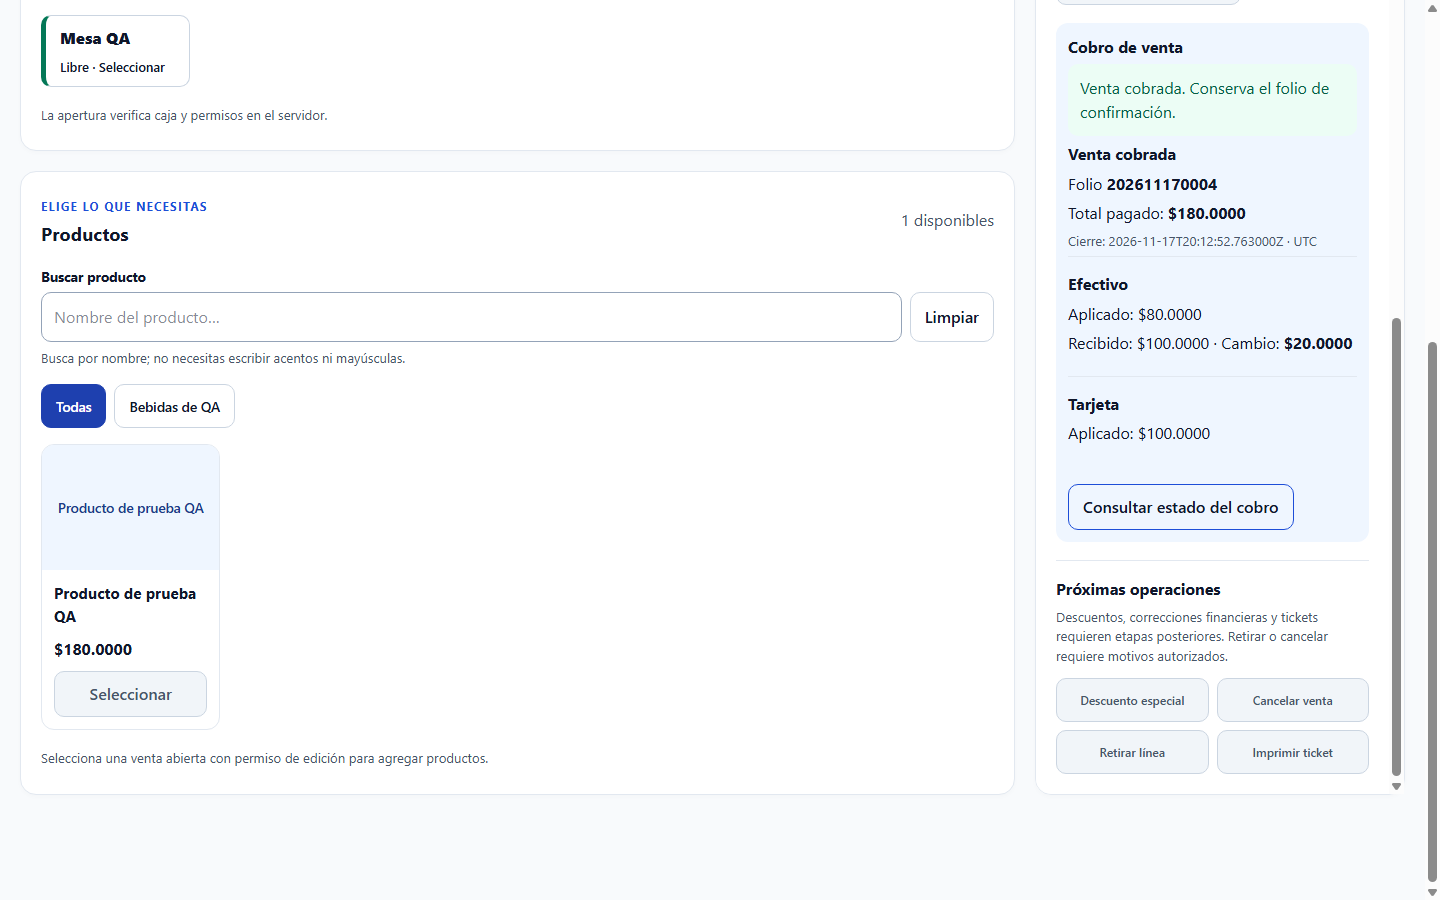 Mesa QA
Libre · Seleccionar
La apertura verifica caja y permisos en el servidor.
ELIGE LO QUE NECESITAS
Productos
1 disponibles
Buscar producto
Nombre del producto...
Limpiar
Busca por nombre; no necesitas escribir acentos ni mayúsculas.
Todas
Bebidas de QA
Producto de prueba QA
Producto de prueba
QA
$180.0000
Seleccionar
Selecciona una venta abierta con permiso de edición para agregar productos.
Cobro de venta
Venta cobrada. Conserva el folio de
confirmación.
Venta cobrada
Folio 202611170004
Total pagado: $180.0000
Cierre: 2026-11-17T20:12:52.763000Z · UTC
Efectivo
Aplicado: $80.0000
Recibido: $100.0000 · Cambio: $20.0000
Tarjeta
Aplicado: $100.0000
Consultar estado del cobro
Próximas operaciones
Descuentos, correcciones financieras y tickets
requieren etapas posteriores. Retirar o cancelar
requiere motivos autorizados.
Descuento especial
Cancelar venta
Retirar línea
Imprimir ticket